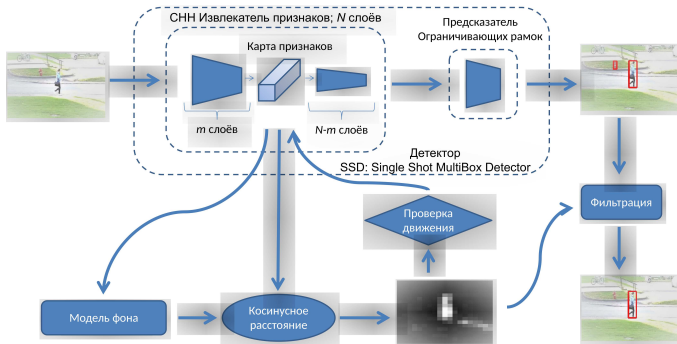 СНН Извлекатель признаков; N слоёв
Карта признаков
m слоёв
N-m слоёв
Предсказатель
Ограничивающих рамок
Детектор
SSD: Single Shot MultiBox Detector
Проверка
движения
Фильтрация
Модель фона
Косинусное
расстояние